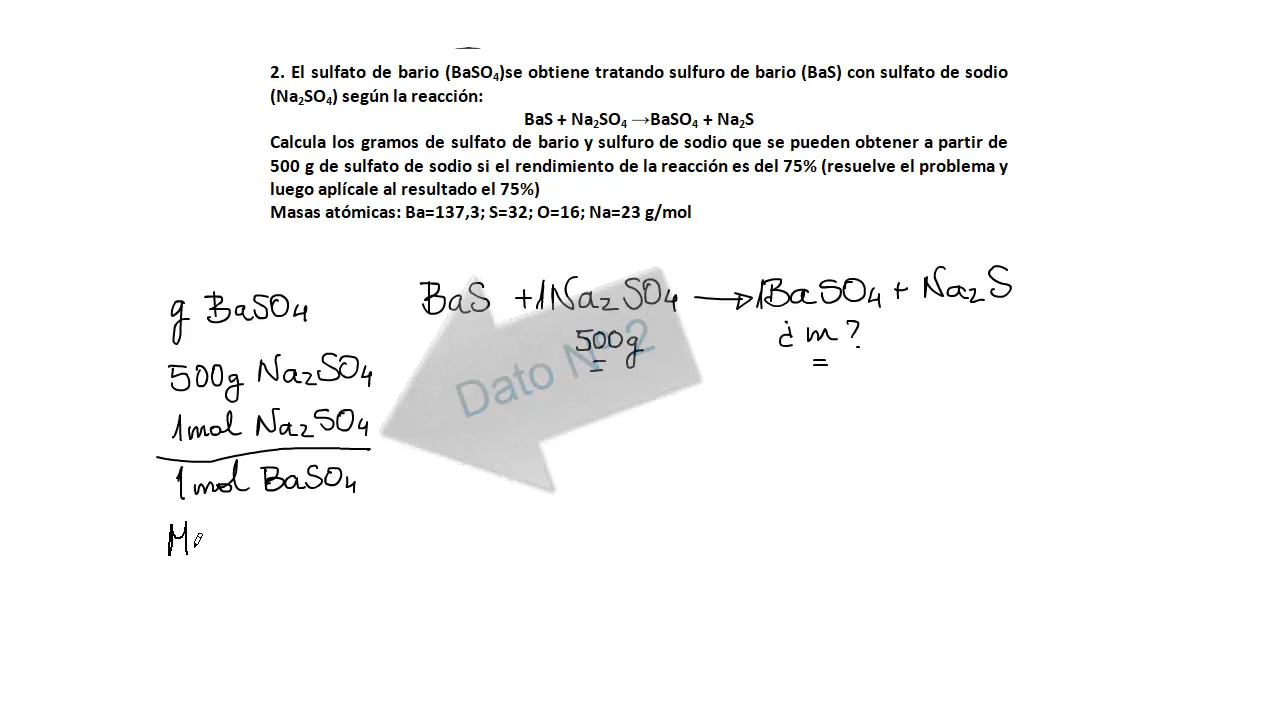 2. El sulfato de bario (BaSO₄)se obtiene tratando sulfuro de bario (BaS) con sulfato de sodio
(Na₂SO₄) según la reacción:
BaS + Na₂SO₄ →BaSO₄ + Na₂S
Calcula los gramos de sulfato de bario y sulfuro de sodio que se pueden obtener a partir de
500 g de sulfato de sodio si el rendimiento de la reacción es del 75% (resuelve el problema y
luego aplícale al resultado el 75%)
Masas atómicas: Ba=137,3; S=32; O=16; Na=23 g/mol
g BaSO₄
500g Na₂SO₄
1mol Na₂SO₄
1mol BaSO₄
M
BaS + 1Na₂SO₄ → 1BaSO₄ + Na₂S
500g ¿m?
Dato Nº 2